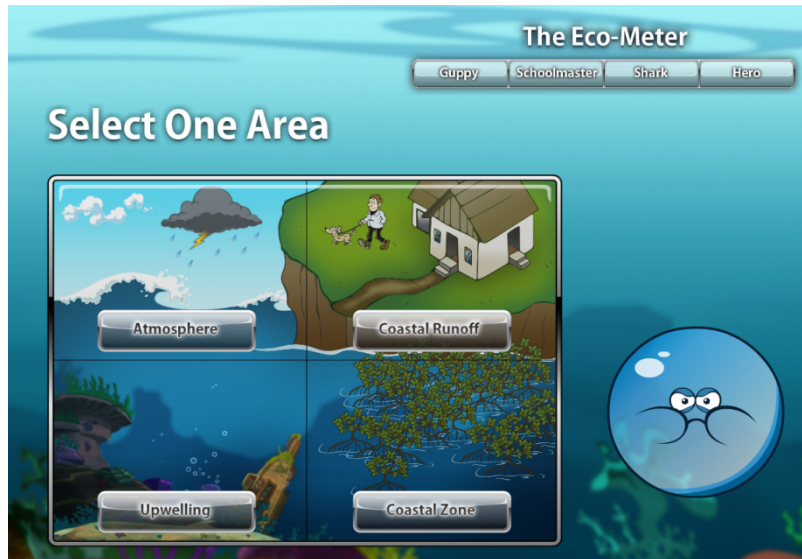 The Eco-Meter
Guppy Schoolmaster Shark Hero
Select One Area
Atmosphere Coastal Runoff
Upwelling Coastal Zone